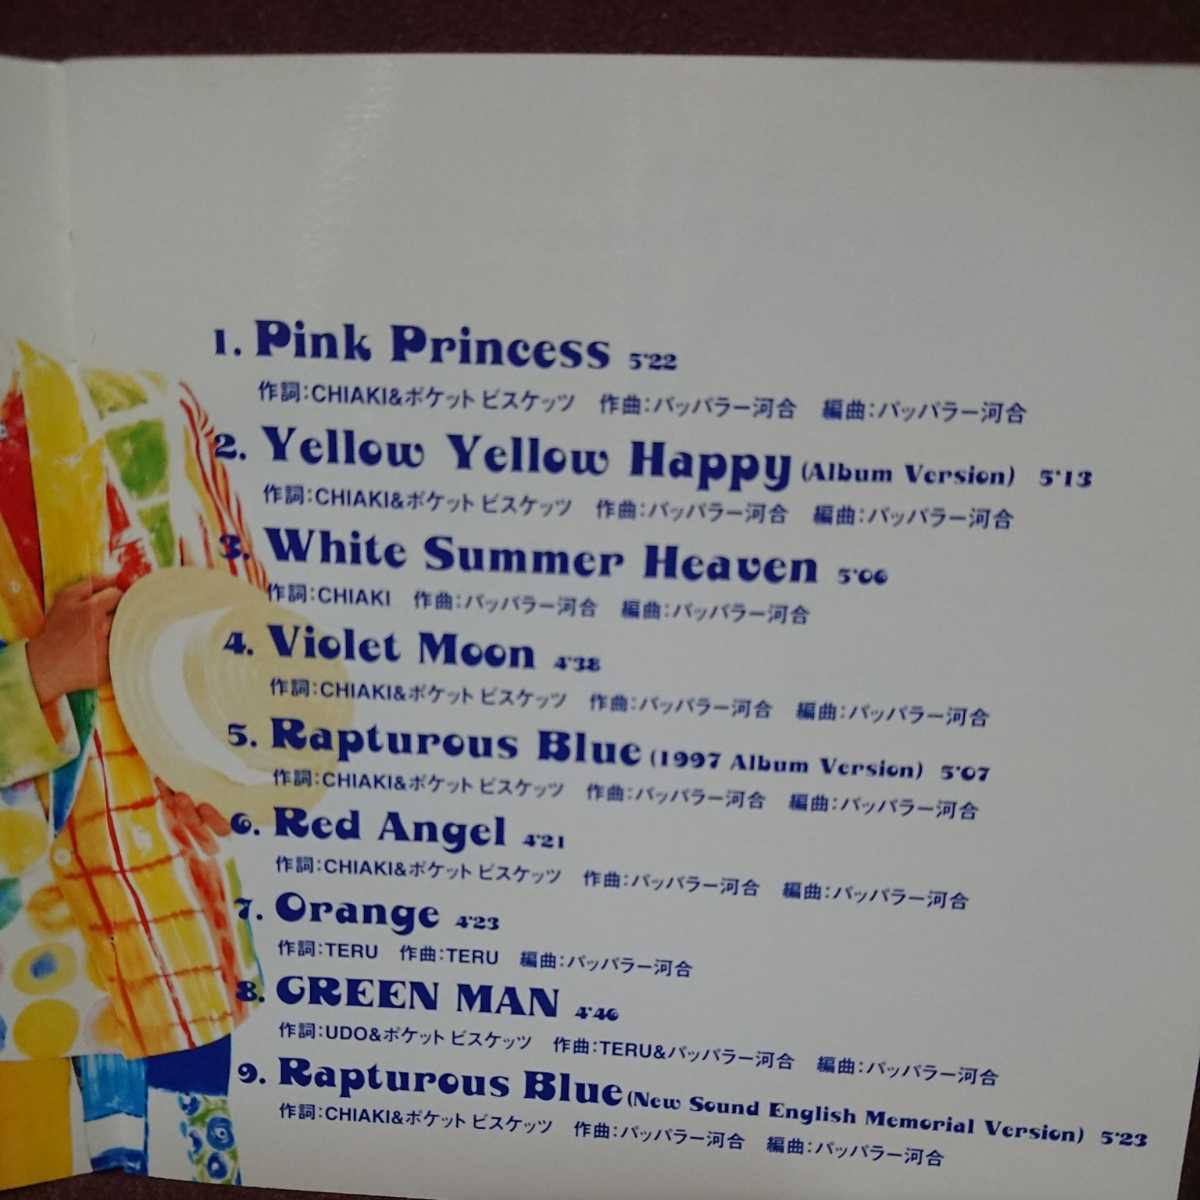 1. Pink Princess 5'22
作詞：CHIAKI&ポケット ビスケッツ 作曲：パッパラー河合 編曲：パッパラー河合
2. Yellow Yellow Happy (Album Version) 5'13
作詞：CHIAKI&ポケット ビスケッツ 作曲：パッパラー河合 編曲：パッパラー河合
3. White Summer Heaven 5'06
作詞：CHIAKI 作曲：パッパラー河合 編曲：パッパラー河合
4. Violet Moon 4'38
作詞：CHIAKI&ポケット ビスケッツ 作曲：パッパラー河合 編曲：パッパラー河合
5. Rapturous Blue (1997 Album Version) 5'07
作詞：CHIAKI&ポケット ビスケッツ 作曲：パッパラー河合 編曲：パッパラー河合
6. Red Angel 4'21
作詞：CHIAKI&ポケット ビスケッツ 作曲：パッパラー河合 編曲：パッパラー河合
7. Orange 4'23
作詞：TERU 作曲：TERU 編曲：パッパラー河合
8. GREEN MAN 4'46
作詞：UDO&ポケット ビスケッツ 作曲：TERU&パッパラー河合 編曲：パッパラー河合
9. Rapturous Blue (New Sound English Memorial Version) 5'23
作詞：CHIAKI&ポケット ビスケッツ 作曲：パッパラー河合 編曲：パッパラー河合